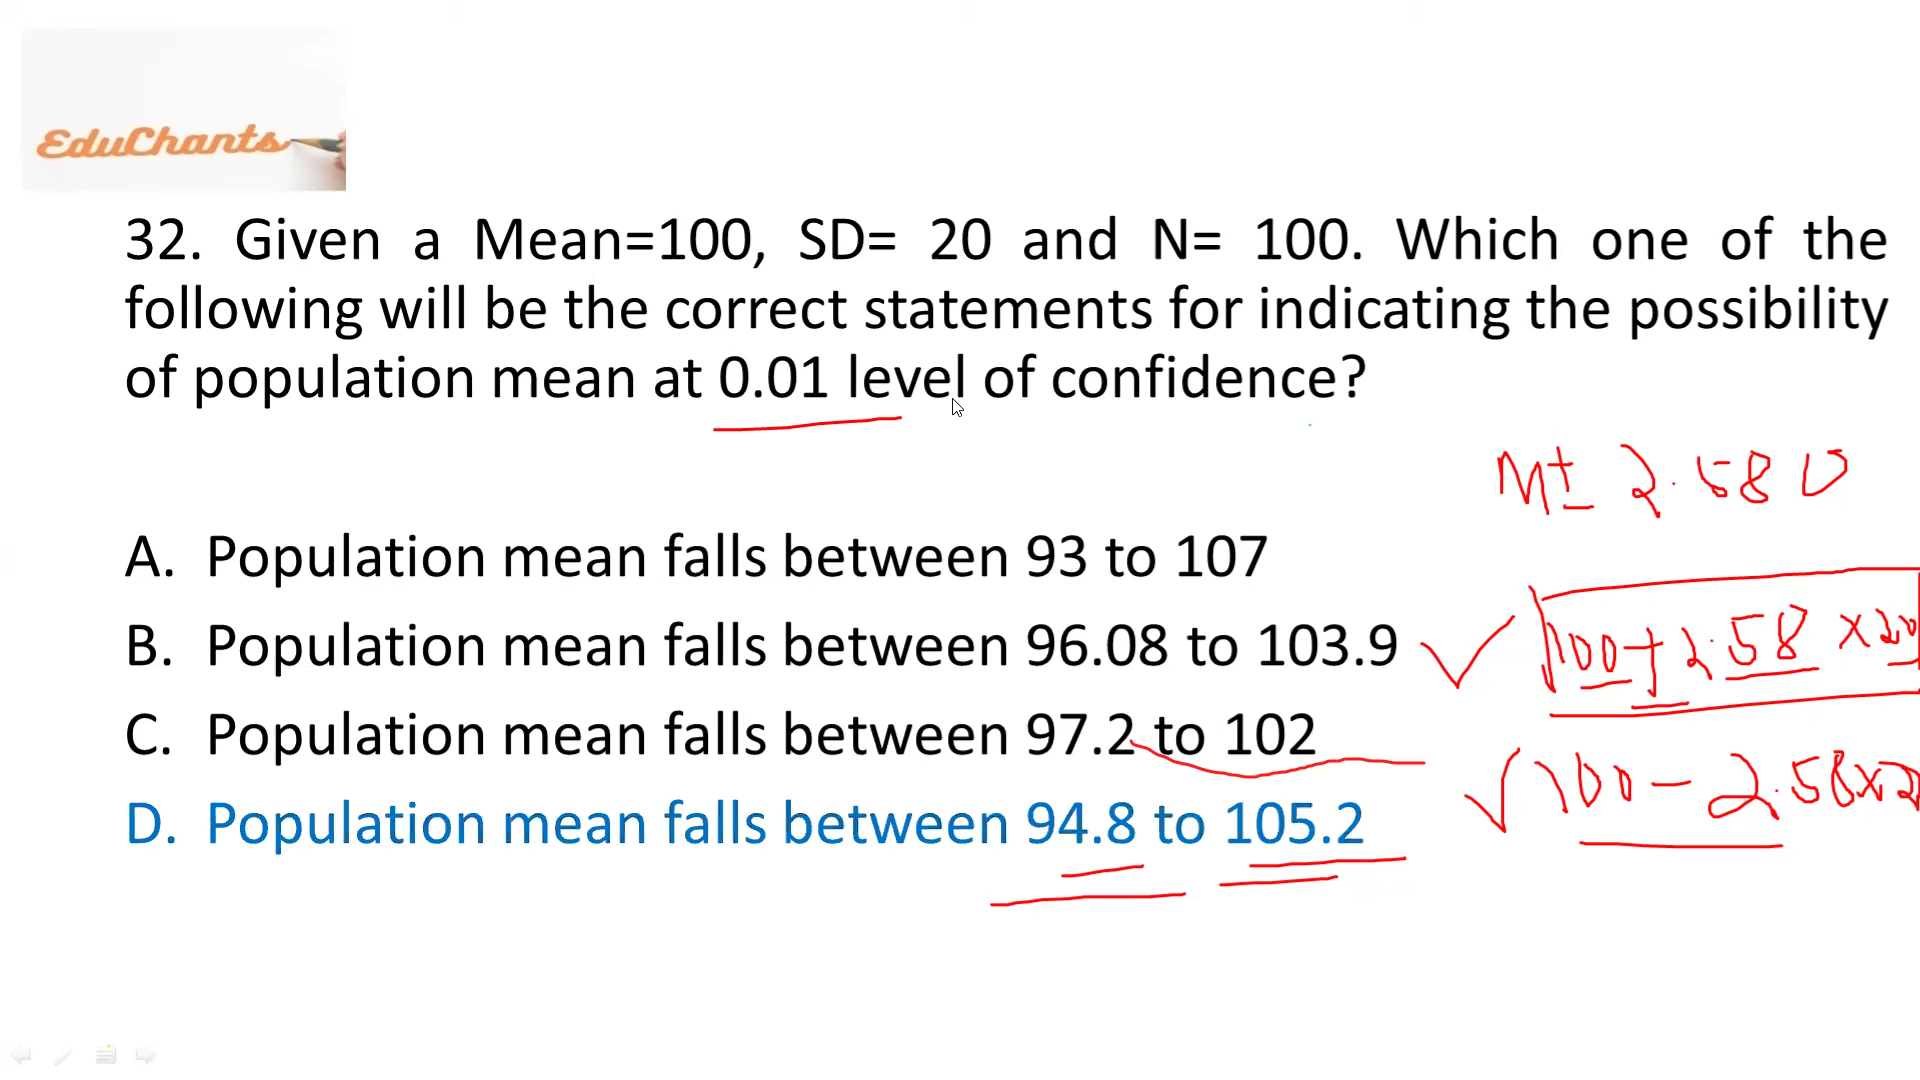 EduChants
32. Given a Mean=100, SD= 20 and N= 100. Which one of the
following will be the correct statements for indicating the possibility
of population mean at 0.01 level of confidence?
M± 2.58
A. Population mean falls between 93 to 107
100+2.58 ×20
B. Population mean falls between 96.08 to 103.9
C. Population mean falls between 97.2 to 102
100-2.58×
D. Population mean falls between 94.8 to 105.2